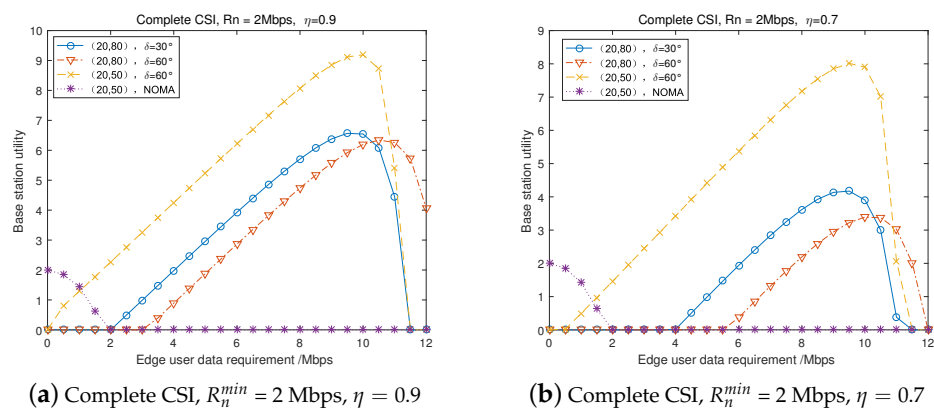 Complete CSI, Rn = 2Mbps, η=0.9
(20,80), δ=30°
(20,80), δ=60°
(20,50), δ=60°
(20,50), NOMA
Base station utility
10
9
8
7
6
5
4
3
2
1
0
0 2 4 6 8 10 12
Edge user data requirement /Mbps
(a) Complete CSI, R_n^{min} = 2 Mbps, η = 0.9
Complete CSI, Rn = 2Mbps, η=0.7
(20,80), δ=30°
(20,80), δ=60°
(20,50), δ=60°
(20,50), NOMA
Base station utility
9
8
7
6
5
4
3
2
1
0
0 2 4 6 8 10 12
Edge user data requirement /Mbps
(b) Complete CSI, R_n^{min} = 2 Mbps, η = 0.7